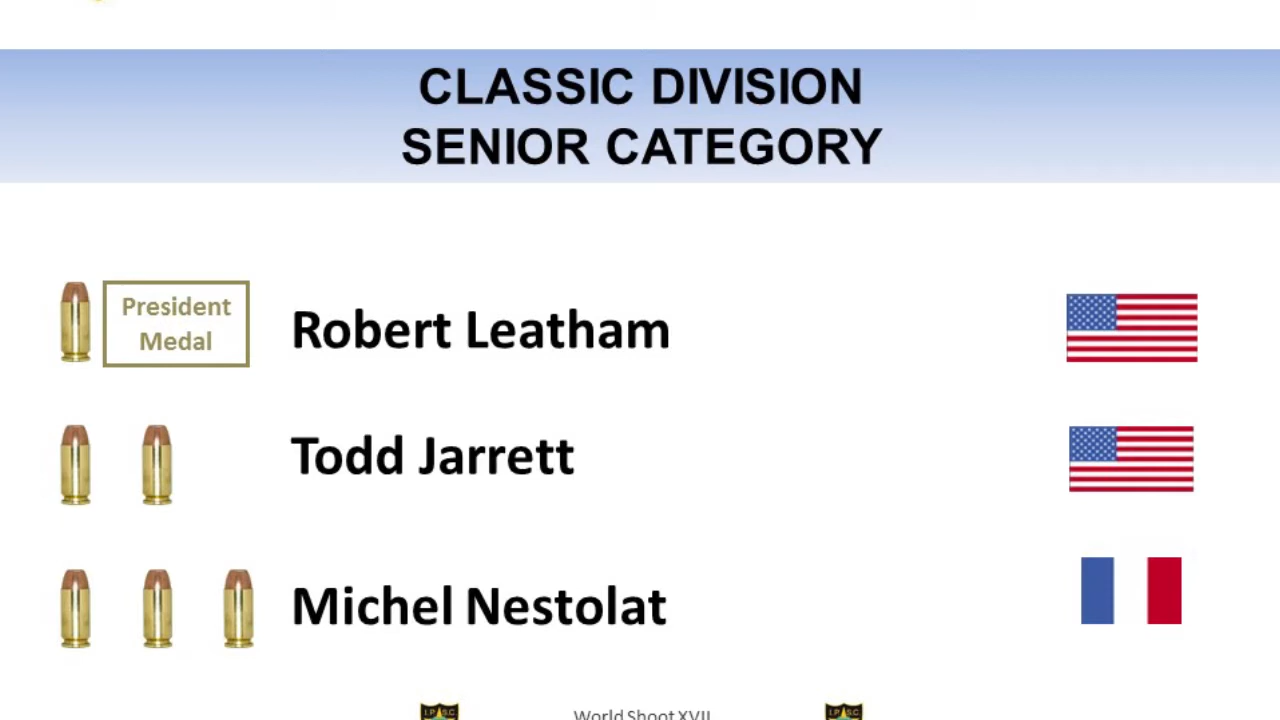 CLASSIC DIVISION
SENIOR CATEGORY
President
Medal
Robert Leatham
Todd Jarrett
Michel Nestolat
I.P.S.C
World Shoot XVII
I.P.S.C